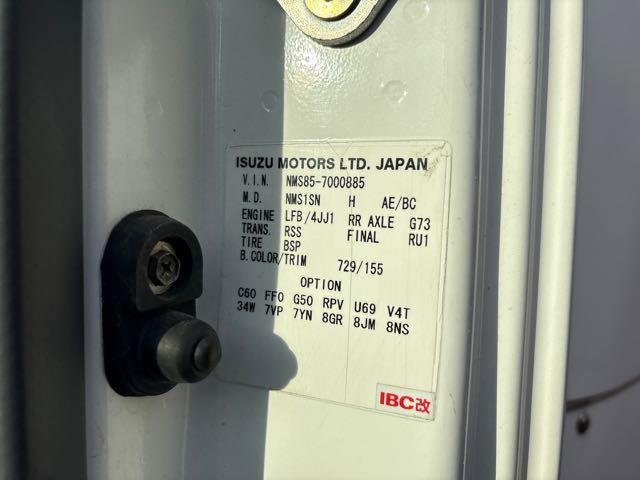 ISUZU MOTORS LTD. JAPAN
V.I.N. NMS85-7000885
M.D. NMS1SN H AE/BC
ENGINE LFB/4JJ1 RR AXLE G73
TRANS. RSS FINAL RU1
TIRE BSP
B.COLOR/TRIM 729/155
OPTION
C60 FF0 G50 RPV U69 V4T
34W 7VP 7YN 8GR 8JM 8NS
IBC改